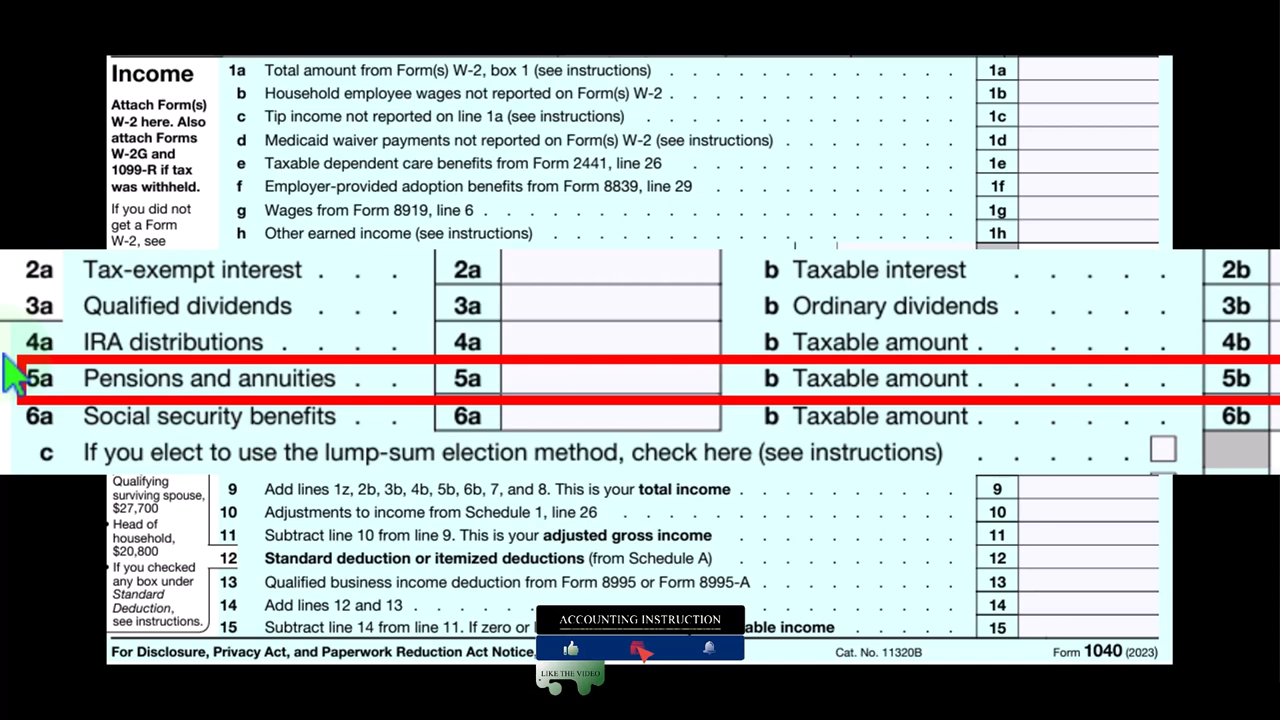 Income
Attach Form(s)
W-2 here. Also
attach Forms
W-2G and
1099-R if tax
was withheld.
If you did not
get a Form
W-2, see
1a Total amount from Form(s) W-2, box 1 (see instructions) . . . . . . . . . . . . . 1a
b Household employee wages not reported on Form(s) W-2 . . . . . . . . . . . . . 1b
c Tip income not reported on line 1a (see instructions) . . . . . . . . . . . . . . 1c
d Medicaid waiver payments not reported on Form(s) W-2 (see instructions) . . . . . . . . 1d
e Taxable dependent care benefits from Form 2441, line 26 . . . . . . . . . . . . 1e
f Employer-provided adoption benefits from Form 8839, line 29 . . . . . . . . . . . 1f
g Wages from Form 8919, line 6 . . . . . . . . . . . . . . . . . . . . . 1g
h Other earned income (see instructions) . . . . . . . . . . . . . . . . . . 1h
2a Tax-exempt interest . . . 2a b Taxable interest . . . . . 2b
3a Qualified dividends . . . 3a b Ordinary dividends . . . . . 3b
4a IRA distributions . . . . 4a b Taxable amount . . . . . . 4b
5a Pensions and annuities . . 5a b Taxable amount . . . . . . 5b
6a Social security benefits . . 6a b Taxable amount . . . . . . 6b
c If you elect to use the lump-sum election method, check here (see instructions) . . . . .
Qualifying
surviving spouse,
$27,700
• Head of
household,
$20,800
• If you checked
any box under
Standard
Deduction,
see instructions.
9 Add lines 1z, 2b, 3b, 4b, 5b, 6b, 7, and 8. This is your total income . . . . . . . . . . 9
10 Adjustments to income from Schedule 1, line 26 . . . . . . . . . . . . . . . 10
11 Subtract line 10 from line 9. This is your adjusted gross income . . . . . . . . . . 11
12 Standard deduction or itemized deductions (from Schedule A) . . . . . . . . . . 12
13 Qualified business income deduction from Form 8995 or Form 8995-A . . . . . . . . . 13
14 Add lines 12 and 13 . . . . . . . . . . . . . . . . . . . . . . . . 14
15 Subtract line 14 from line 11. If zero or able income . . . . . 15
For Disclosure, Privacy Act, and Paperwork Reduction Act Notice, Cat. No. 11320B Form 1040 (2023)
ACCOUNTING INSTRUCTION
LIKE THE VIDEO